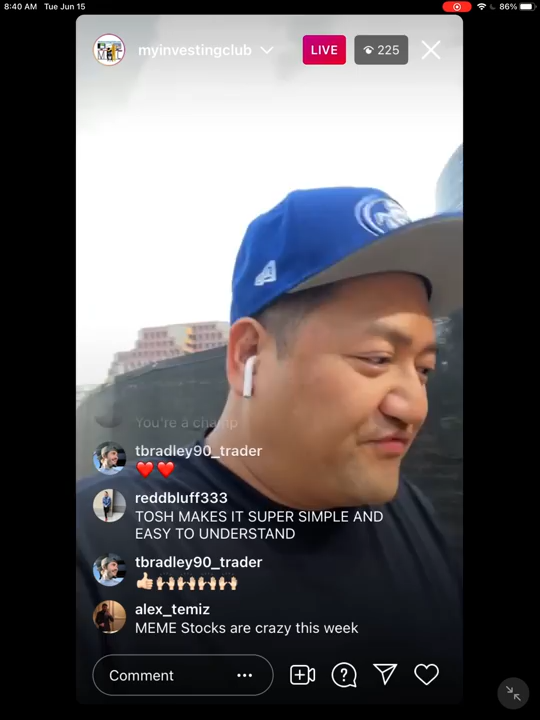 8:40 AM Tue Jun 15
86%
myinvestingclub
LIVE
225
You're a champ
tbradley90_trader
❤️❤️
reddbluff333
TOSH MAKES IT SUPER SIMPLE AND
EASY TO UNDERSTAND
tbradley90_trader
👍🏻🙌🏻🙌🏻🙌🏻🙌🏻🙌🏻
alex_temiz
MEME Stocks are crazy this week
Comment